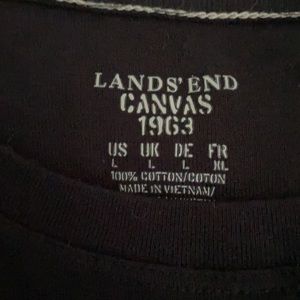 LANDS' END
CANVAS
1963
US UK DE FR
L L L XL
100% COTTON/COTON
MADE IN VIETNAM/